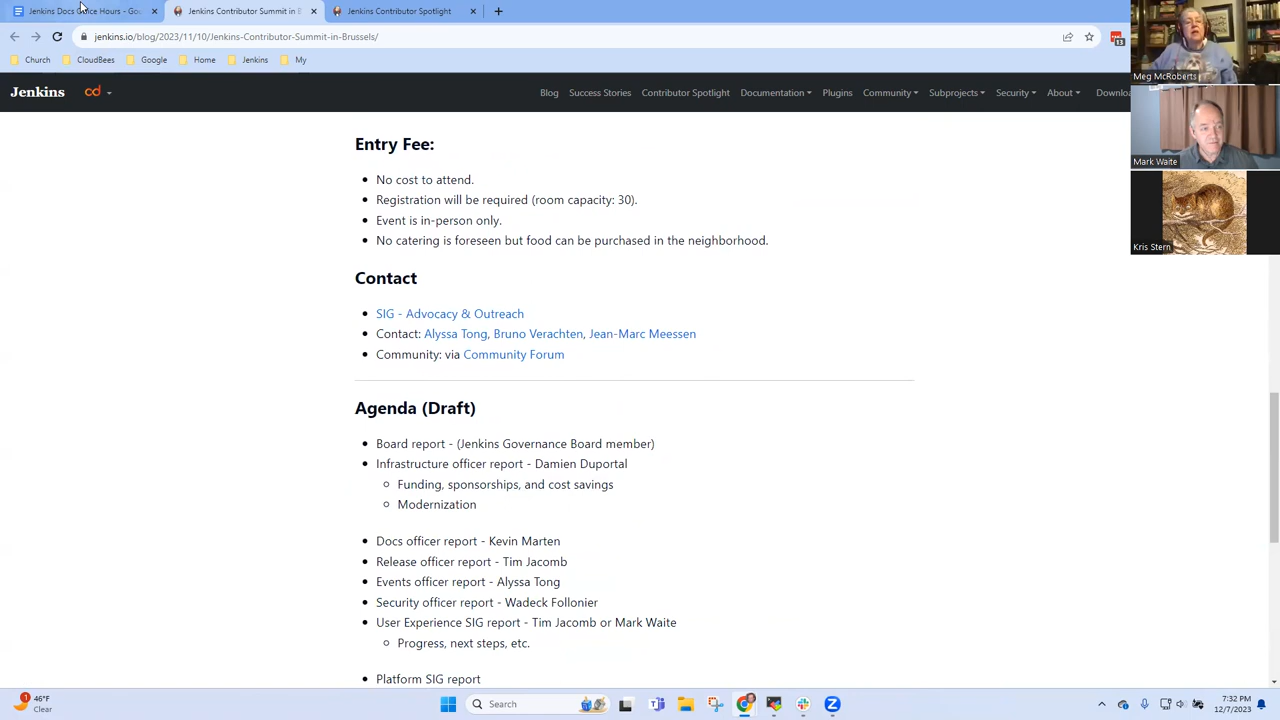 Jenkins Docs Office Hours - Goo
Jenkins Contributor Summit in B
Jenkins Contributor Spotlight
jenkins.io/blog/2023/11/10/Jenkins-Contributor-Summit-in-Brussels/
Church
CloudBees
Google
Home
Jenkins
My
Jenkins
cd
Blog
Success Stories
Contributor Spotlight
Documentation
Plugins
Community
Subprojects
Security
About
Downlo
Meg McRoberts
Mark Waite
Kris Stern
Entry Fee:
No cost to attend.
Registration will be required (room capacity: 30).
Event is in-person only.
No catering is foreseen but food can be purchased in the neighborhood.
Contact
SIG - Advocacy & Outreach
Contact: Alyssa Tong, Bruno Verachten, Jean-Marc Meessen
Community: via Community Forum
Agenda (Draft)
Board report - (Jenkins Governance Board member)
Infrastructure officer report - Damien Duportal
Funding, sponsorships, and cost savings
Modernization
Docs officer report - Kevin Marten
Release officer report - Tim Jacomb
Events officer report - Alyssa Tong
Security officer report - Wadeck Follonier
User Experience SIG report - Tim Jacomb or Mark Waite
Progress, next steps, etc.
Platform SIG report
1
46°F
Clear
Search
7:32 PM
12/7/2023